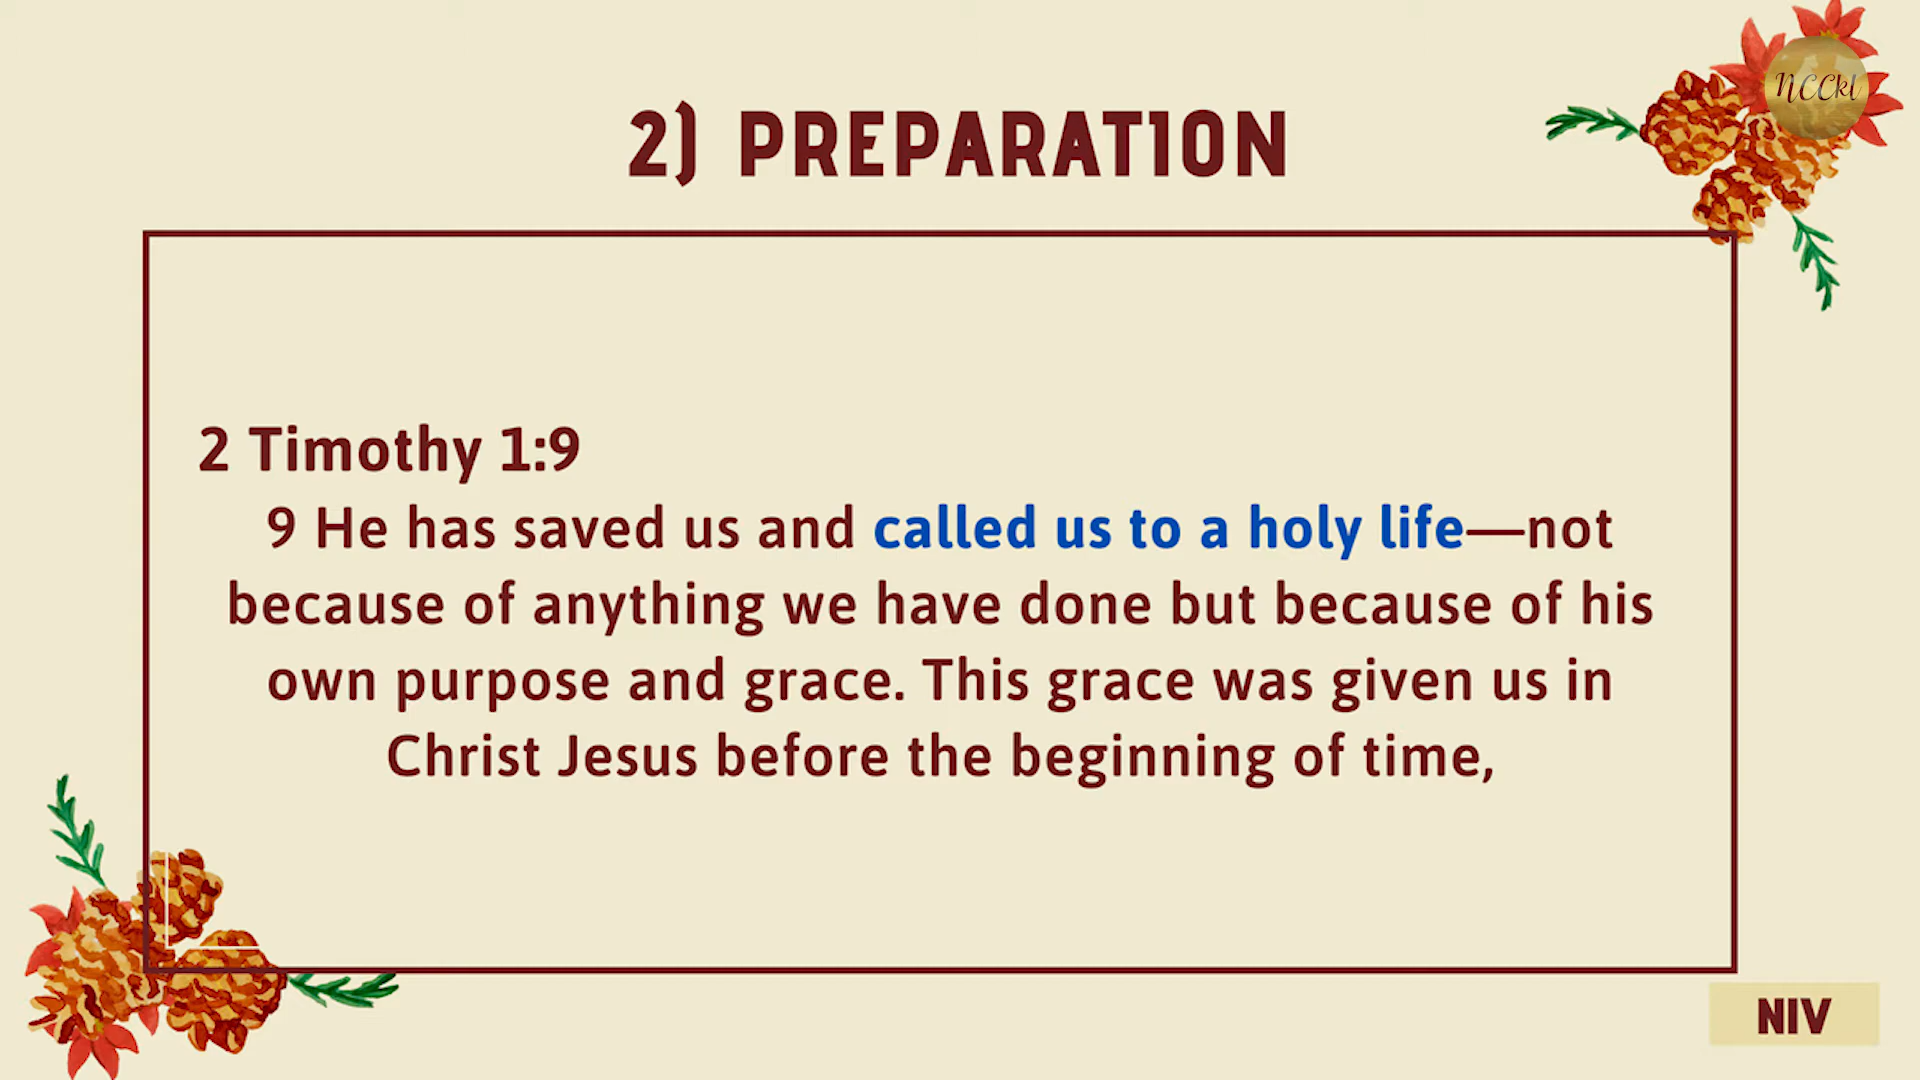 NCCkl
2) PREPARATION
2 Timothy 1:9
9 He has saved us and called us to a holy life—not
because of anything we have done but because of his
own purpose and grace. This grace was given us in
Christ Jesus before the beginning of time,
NIV